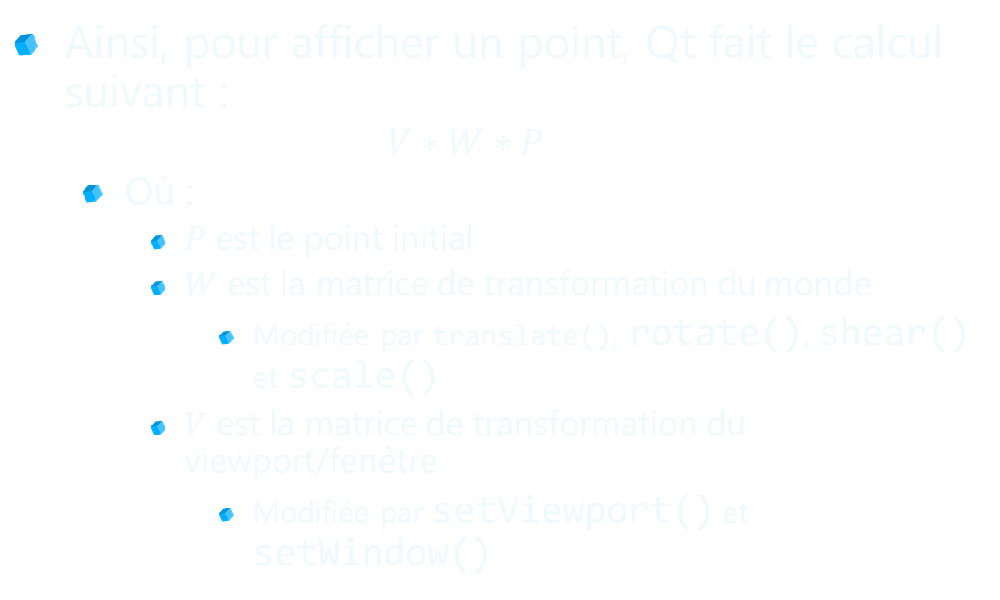 Ainsi, pour afficher un point, Qt fait le calcul
suivant :
V ∗ W ∗ P
Où :
P est le point initial
W est la matrice de transformation du monde
Modifiée par translate(), rotate(), shear()
et scale()
V est la matrice de transformation du
viewport/fenêtre
Modifiée par setViewport() et
setWindow()